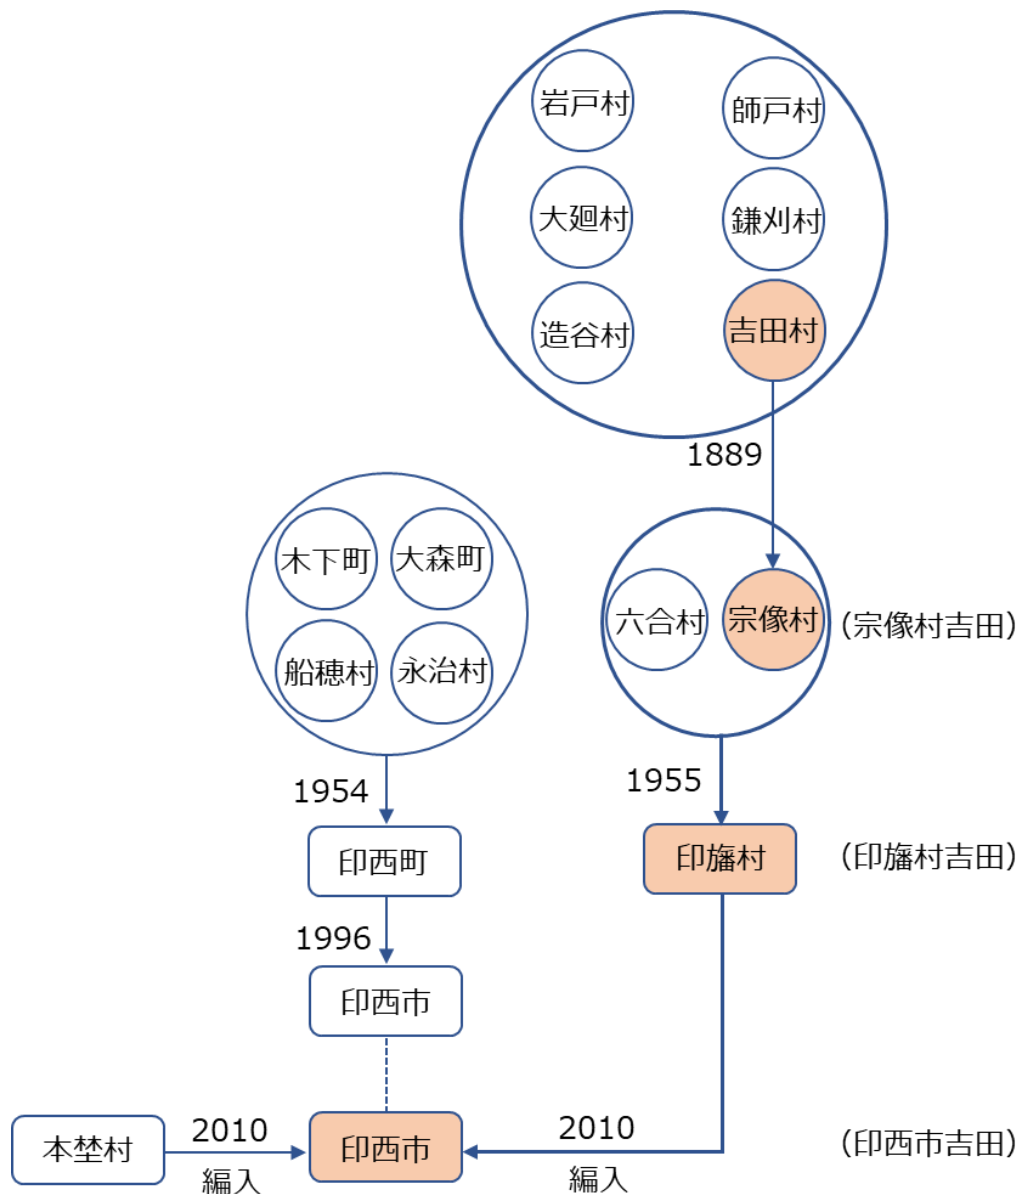 岩戸村
師戸村
大廻村
鎌刈村
造谷村
吉田村
1889
木下町
大森町
船穂村
永治村
六合村
宗像村
（宗像村吉田）
1954
1955
印西町
印旛村
（印旛村吉田）
1996
印西市
本埜村
2010
編入
印西市
2010
編入
（印西市吉田）